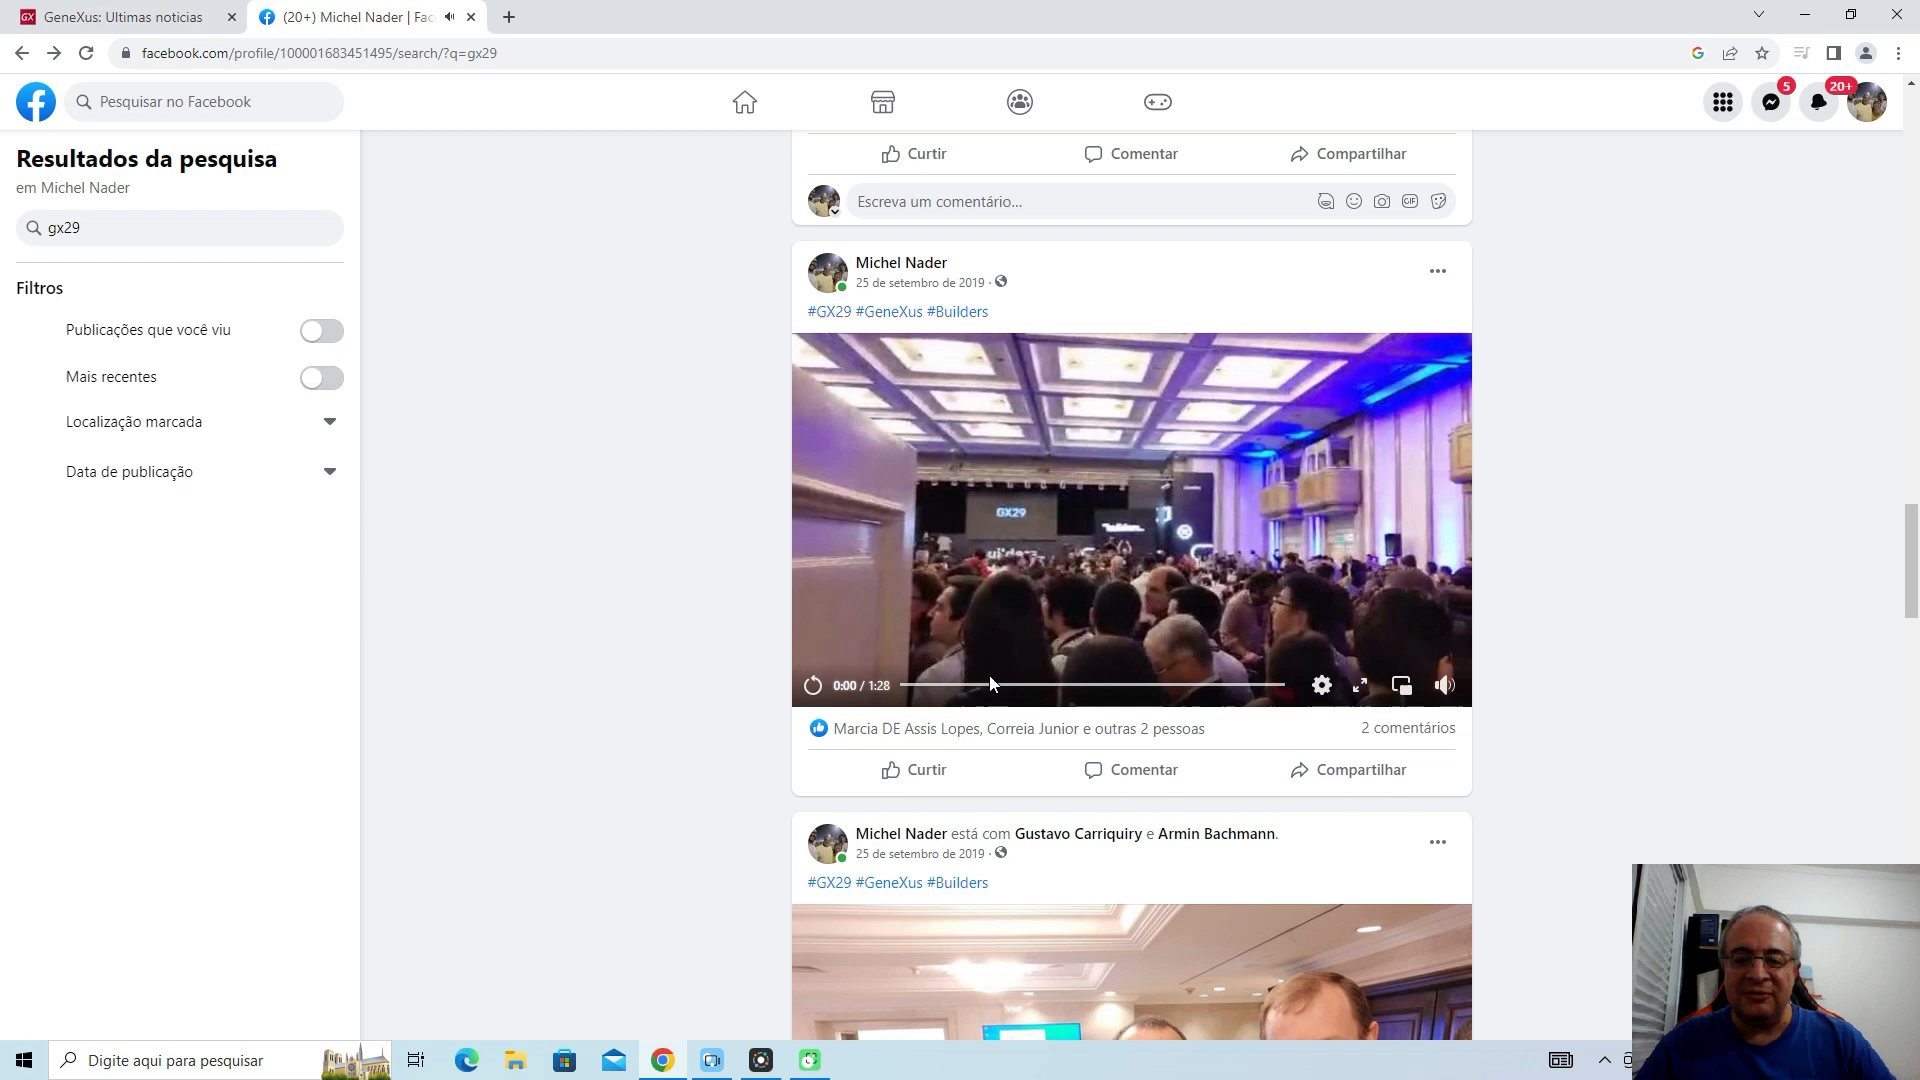 GX GeneXus: Ultimas noticias
(20+) Michel Nader | Fac
facebook.com/profile/100001683451495/search/?q=gx29
Pesquisar no Facebook
5
20+
Resultados da pesquisa
em Michel Nader
gx29
Filtros
Publicações que você viu
Mais recentes
Localização marcada
Data de publicação
Curtir Comentar Compartilhar
Escreva um comentário...
GIF
Michel Nader
25 de setembro de 2019 ·
#GX29 #GeneXus #Builders
GX29
0:00 / 1:28
Marcia DE Assis Lopes, Correia Junior e outras 2 pessoas
2 comentários
Curtir Comentar Compartilhar
Michel Nader está com Gustavo Carriquiry e Armin Bachmann.
25 de setembro de 2019 ·
#GX29 #GeneXus #Builders
Digite aqui para pesquisar